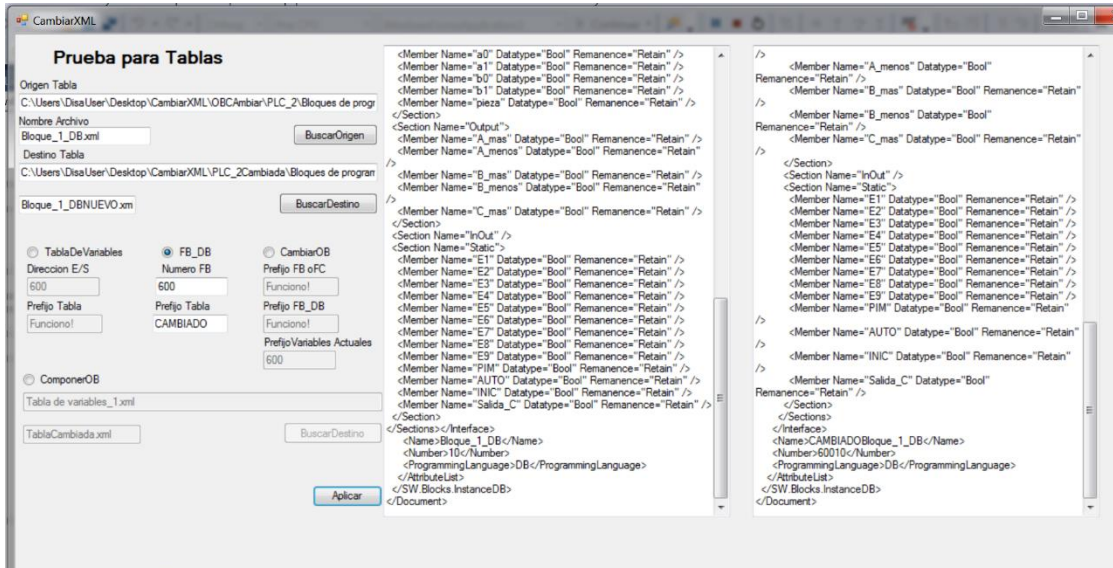 CambiarXML
Prueba para Tablas
Origen Tabla
C:\Users\DisaUser\Desktop\CambiarXML\OBCAmbiar\PLC_2\Bloques de progr
Nombre Archivo
Bloque_1_DB.xml
BuscarOrigen
Destino Tabla
C:\Users\DisaUser\Desktop\CambiarXML\PLC_2Cambiada\Bloques de program
Bloque_1_DBNUEVO.xm
BuscarDestino
TablaDeVariables
FB_DB
CambiarOB
Direccion E/S
Numero FB
Prefijo FB oFC
600
600
Funciono!
Prefijo Tabla
Prefijo Tabla
Prefijo FB_DB
Funciono!
CAMBIADO
Funciono!
PrefijoVariables Actuales
600
ComponerOB
Tabla de variables_1.xml
TablaCambiada.xml
BuscarDestino
Aplicar
<Member Name="a0" Datatype="Bool" Remanence="Retain" />
<Member Name="a1" Datatype="Bool" Remanence="Retain" />
<Member Name="b0" Datatype="Bool" Remanence="Retain" />
<Member Name="b1" Datatype="Bool" Remanence="Retain" />
<Member Name="pieza" Datatype="Bool" Remanence="Retain" />
</Section>
<Section Name="Output">
<Member Name="A_mas" Datatype="Bool" Remanence="Retain" />
<Member Name="A_menos" Datatype="Bool" Remanence="Retain"
/>
<Member Name="B_mas" Datatype="Bool" Remanence="Retain" />
<Member Name="B_menos" Datatype="Bool" Remanence="Retain"
/>
<Member Name="C_mas" Datatype="Bool" Remanence="Retain" />
</Section>
<Section Name="InOut" />
<Section Name="Static">
<Member Name="E1" Datatype="Bool" Remanence="Retain" />
<Member Name="E2" Datatype="Bool" Remanence="Retain" />
<Member Name="E3" Datatype="Bool" Remanence="Retain" />
<Member Name="E4" Datatype="Bool" Remanence="Retain" />
<Member Name="E5" Datatype="Bool" Remanence="Retain" />
<Member Name="E6" Datatype="Bool" Remanence="Retain" />
<Member Name="E7" Datatype="Bool" Remanence="Retain" />
<Member Name="E8" Datatype="Bool" Remanence="Retain" />
<Member Name="E9" Datatype="Bool" Remanence="Retain" />
<Member Name="PIM" Datatype="Bool" Remanence="Retain" />
<Member Name="AUTO" Datatype="Bool" Remanence="Retain" />
<Member Name="INIC" Datatype="Bool" Remanence="Retain" />
<Member Name="Salida_C" Datatype="Bool" Remanence="Retain" />
</Section>
</Sections></Interface>
<Name>Bloque_1_DB</Name>
<Number>10</Number>
<ProgrammingLanguage>DB</ProgrammingLanguage>
</AttributeList>
</SW.Blocks.InstanceDB>
</Document>
/>
<Member Name="A_menos" Datatype="Bool"
Remanence="Retain" />
<Member Name="B_mas" Datatype="Bool" Remanence="Retain"
/>
<Member Name="B_menos" Datatype="Bool"
Remanence="Retain" />
<Member Name="C_mas" Datatype="Bool" Remanence="Retain"
/>
</Section>
<Section Name="InOut" />
<Section Name="Static">
<Member Name="E1" Datatype="Bool" Remanence="Retain" />
<Member Name="E2" Datatype="Bool" Remanence="Retain" />
<Member Name="E3" Datatype="Bool" Remanence="Retain" />
<Member Name="E4" Datatype="Bool" Remanence="Retain" />
<Member Name="E5" Datatype="Bool" Remanence="Retain" />
<Member Name="E6" Datatype="Bool" Remanence="Retain" />
<Member Name="E7" Datatype="Bool" Remanence="Retain" />
<Member Name="E8" Datatype="Bool" Remanence="Retain" />
<Member Name="E9" Datatype="Bool" Remanence="Retain" />
<Member Name="PIM" Datatype="Bool" Remanence="Retain"
/>
<Member Name="AUTO" Datatype="Bool" Remanence="Retain"
/>
<Member Name="INIC" Datatype="Bool" Remanence="Retain"
/>
<Member Name="Salida_C" Datatype="Bool"
Remanence="Retain" />
</Section>
</Sections>
</Interface>
<Name>CAMBIADOBloque_1_DB</Name>
<Number>60010</Number>
<ProgrammingLanguage>DB</ProgrammingLanguage>
</AttributeList>
</SW.Blocks.InstanceDB>
</Document>